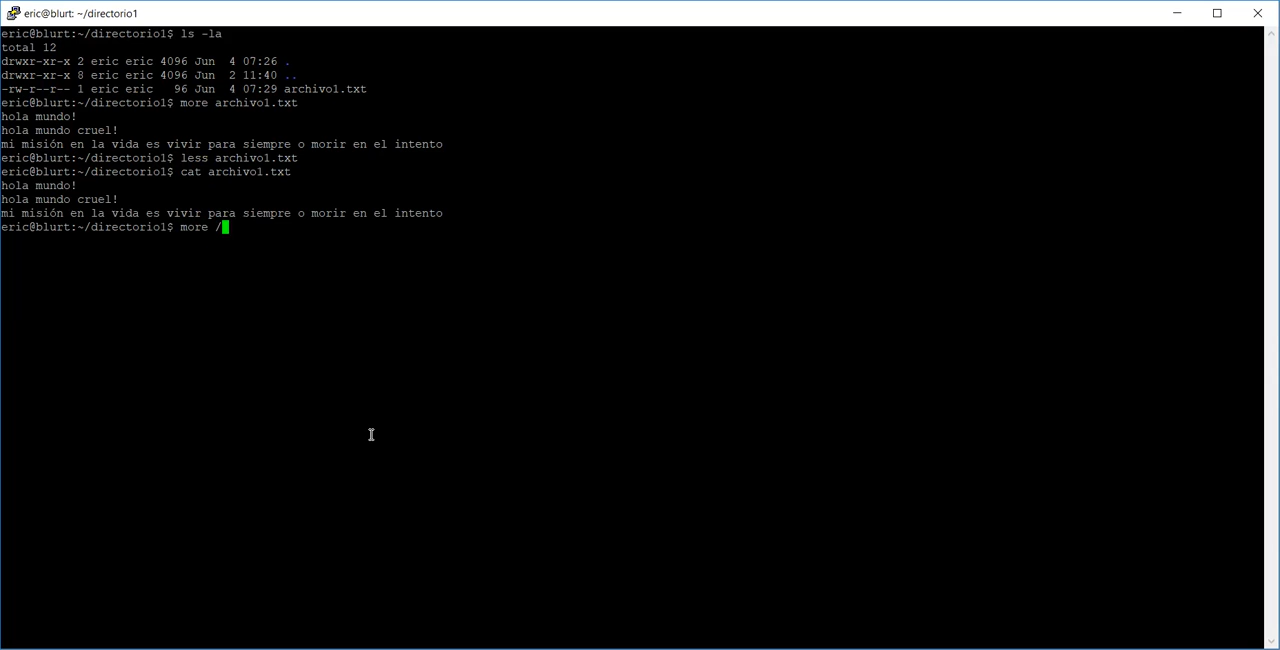 eric@blurt: ~/directorio1
eric@blurt:~/directorio1$ ls -la
total 12
drwxr-xr-x 2 eric eric 4096 Jun  4 07:26 .
drwxr-xr-x 8 eric eric 4096 Jun  2 11:40 ..
-rw-r--r-- 1 eric eric   96 Jun  4 07:29 archivo1.txt
eric@blurt:~/directorio1$ more archivo1.txt
hola mundo!
hola mundo cruel!
mi misión en la vida es vivir para siempre o morir en el intento
eric@blurt:~/directorio1$ less archivo1.txt
eric@blurt:~/directorio1$ cat archivo1.txt
hola mundo!
hola mundo cruel!
mi misión en la vida es vivir para siempre o morir en el intento
eric@blurt:~/directorio1$ more /